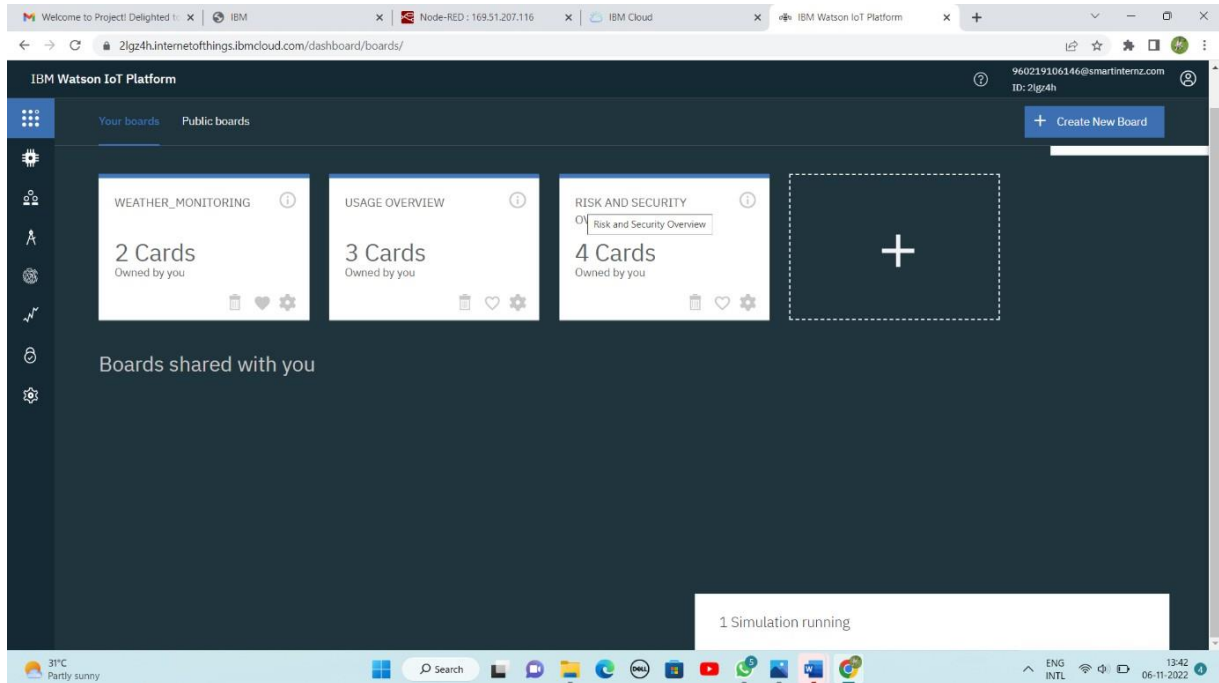 Welcome to Project! Delighted to
IBM
Node-RED : 169.51.207.116
IBM Cloud
IBM Watson IoT Platform
2lgz4h.internetofthings.ibmcloud.com/dashboard/boards/
IBM Watson IoT Platform
960219106146@smartinternz.com
ID: 2lgz4h
Your boards Public boards
+ Create New Board
WEATHER_MONITORING
2 Cards
Owned by you
USAGE OVERVIEW
3 Cards
Owned by you
RISK AND SECURITY
Risk and Security Overview
4 Cards
Owned by you
Boards shared with you
1 Simulation running
31°C
Partly sunny
Search
DELL
5
ENG
INTL
13:42
06-11-2022
4